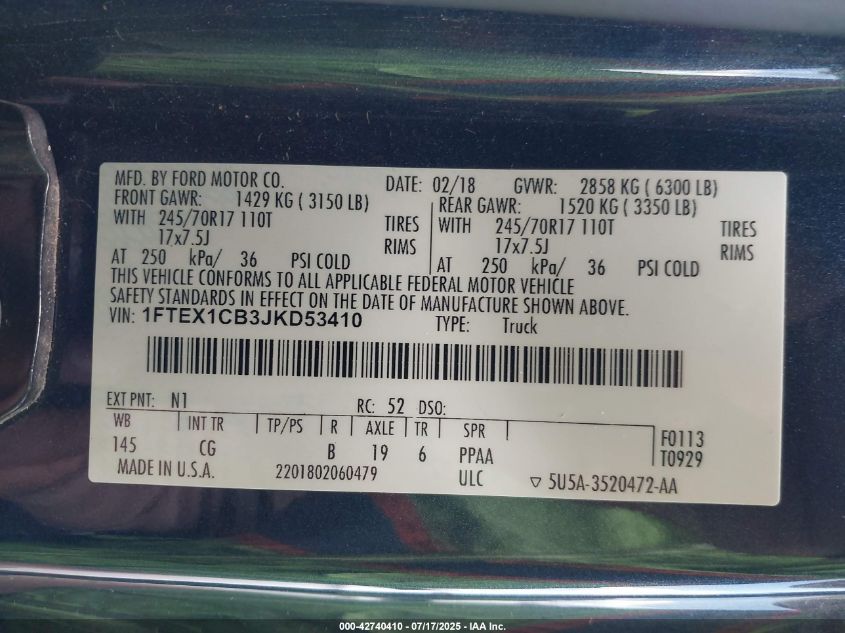 MFD. BY FORD MOTOR CO. DATE: 02/18 GVWR: 2858 KG ( 6300 LB)
FRONT GAWR: 1429 KG ( 3150 LB) REAR GAWR: 1520 KG ( 3350 LB)
WITH 245/70R17 110T TIRES WITH 245/70R17 110T TIRES
17x7.5J RIMS 17x7.5J RIMS
AT 250 kPa/ 36 PSI COLD AT 250 kPa/ 36 PSI COLD
THIS VEHICLE CONFORMS TO ALL APPLICABLE FEDERAL MOTOR VEHICLE
SAFETY STANDARDS IN EFFECT ON THE DATE OF MANUFACTURE SHOWN ABOVE.
VIN: 1FTEX1CB3JKD53410 TYPE: Truck
EXT PNT: N1 RC: 52 DSO:
WB INT TR TP/PS R AXLE TR SPR F0113
145 CG B 19 6 PPAA T0929
MADE IN U.S.A. 2201802060479 ULC ▽ 5U5A-3520472-AA
000-42740410 - 07/17/2025 - IAA Inc.